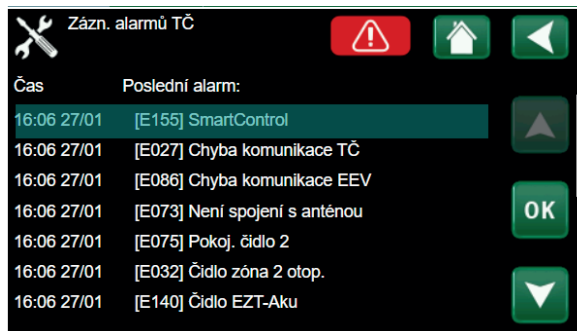 Zázn. alarmů TČ
Čas Poslední alarm:
16:06 27/01 [E155] SmartControl
16:06 27/01 [E027] Chyba komunikace TČ
16:06 27/01 [E086] Chyba komunikace EEV
16:06 27/01 [E073] Není spojení s anténou
OK
16:06 27/01 [E075] Pokoj. čidlo 2
16:06 27/01 [E032] Čidlo zóna 2 otop.
16:06 27/01 [E140] Čidlo EZT-Aku